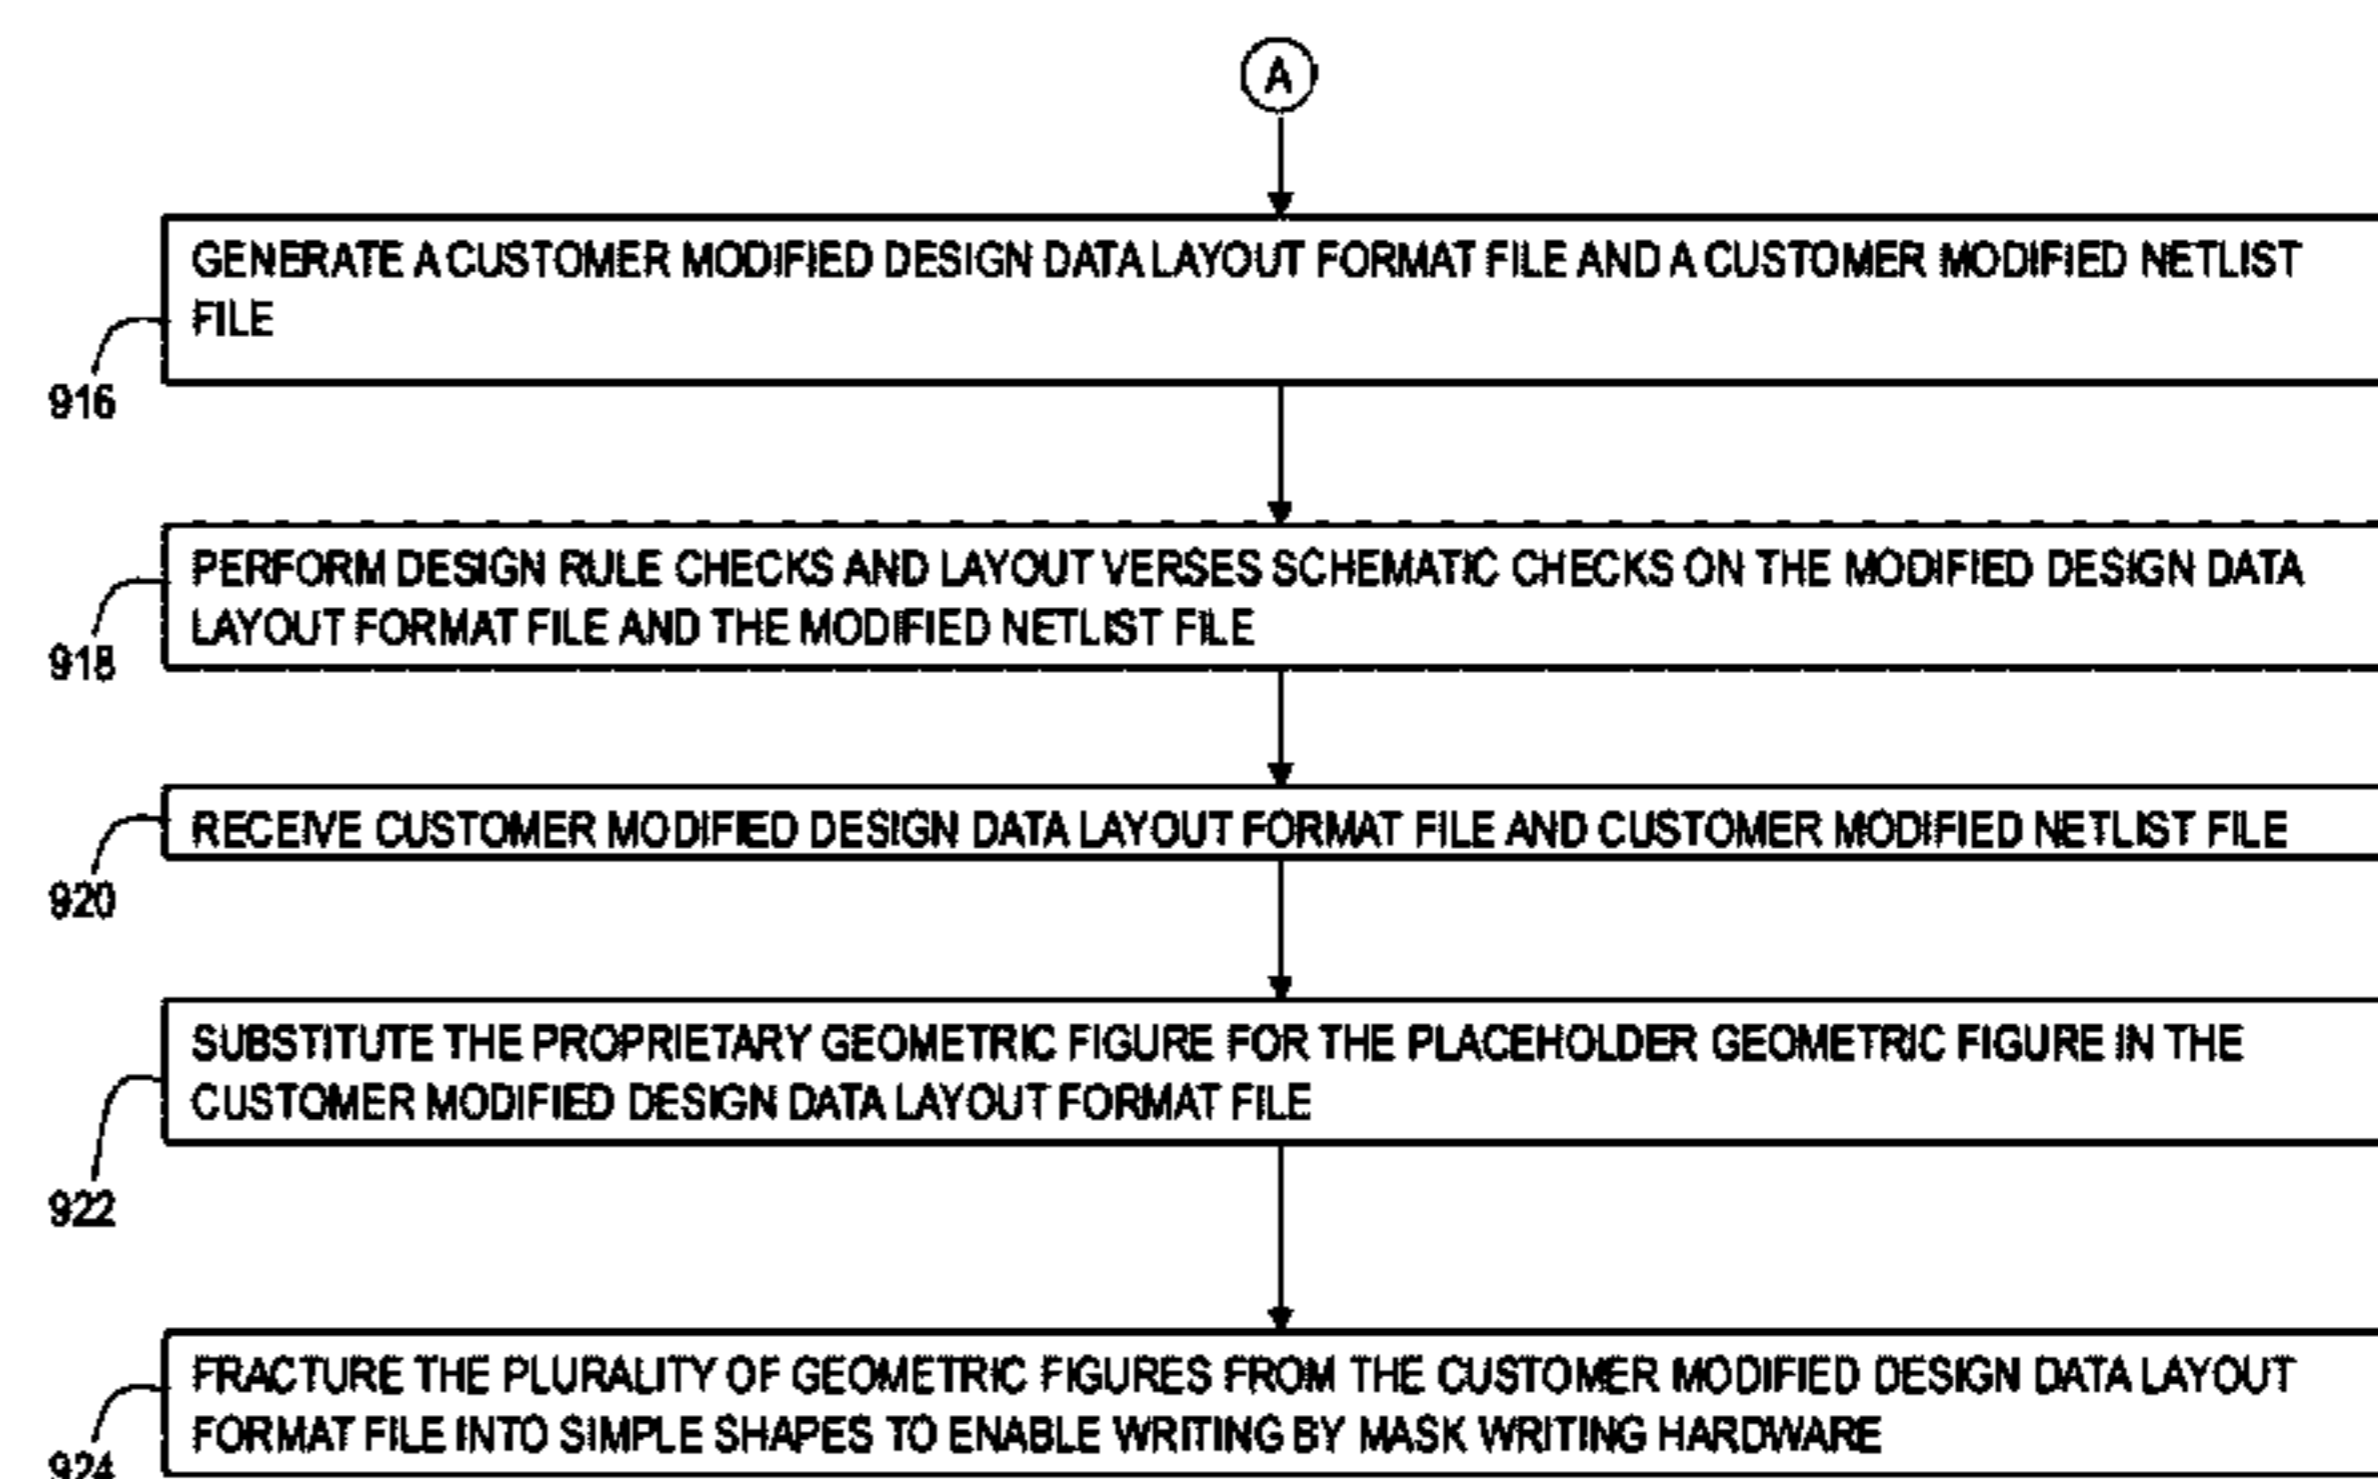 A
GENERATE A CUSTOMER MODIFIED DESIGN DATA LAYOUT FORMAT FILE AND A CUSTOMER MODIFIED NETLIST
FILE
916
PERFORM DESIGN RULE CHECKS AND LAYOUT VERSES SCHEMATIC CHECKS ON THE MODIFIED DESIGN DATA
LAYOUT FORMAT FILE AND THE MODIFIED NETLIST FILE
918
RECEIVE CUSTOMER MODIFIED DESIGN DATA LAYOUT FORMAT FILE AND CUSTOMER MODIFIED NETLIST FILE
920
SUBSTITUTE THE PROPRIETARY GEOMETRIC FIGURE FOR THE PLACEHOLDER GEOMETRIC FIGURE IN THE
CUSTOMER MODIFIED DESIGN DATA LAYOUT FORMAT FILE
922
FRACTURE THE PLURALITY OF GEOMETRIC FIGURES FROM THE CUSTOMER MODIFIED DESIGN DATA LAYOUT
FORMAT FILE INTO SIMPLE SHAPES TO ENABLE WRITING BY MASK WRITING HARDWARE
924